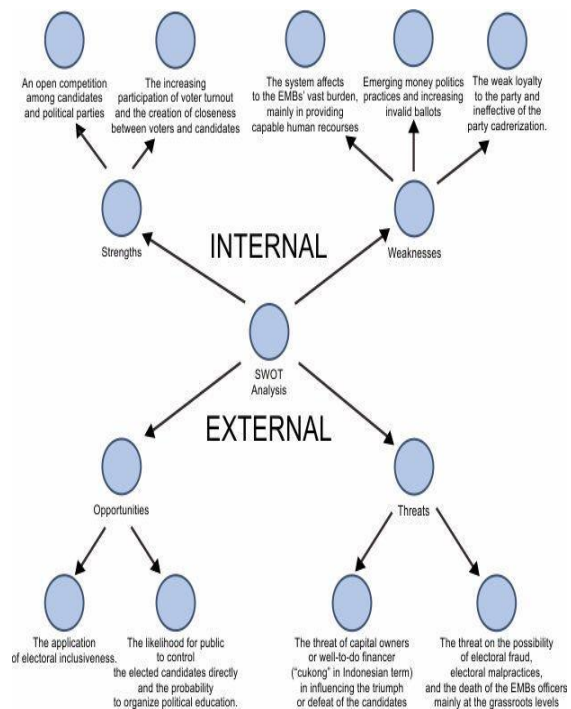 An open competition
among candidates
and political parties
The increasing
participation of voter turnout
and the creation of closeness
between voters and candidates
The system affects
to the EMBs' vast burden,
mainly in providing
capable human recourses
Emerging money politics
practices and increasing
invalid ballots
The weak loyalty
to the party and
ineffective of the
party cadrerization.
Strengths
INTERNAL
Weaknesses
SWOT
Analysis
EXTERNAL
Opportunities
Threats
The application
of electoral inclusiveness.
The likelihood for public
to control
the elected candidates directly
and the probability
to organize political education.
The threat of capital owners
or well-to-do financer
("cukong" in Indonesian term)
in influencing the triumph
or defeat of the candidates
The threat on the possibility
of electoral fraud,
electoral malpractices,
and the death of the EMBs officers
mainly at the grassroots levels